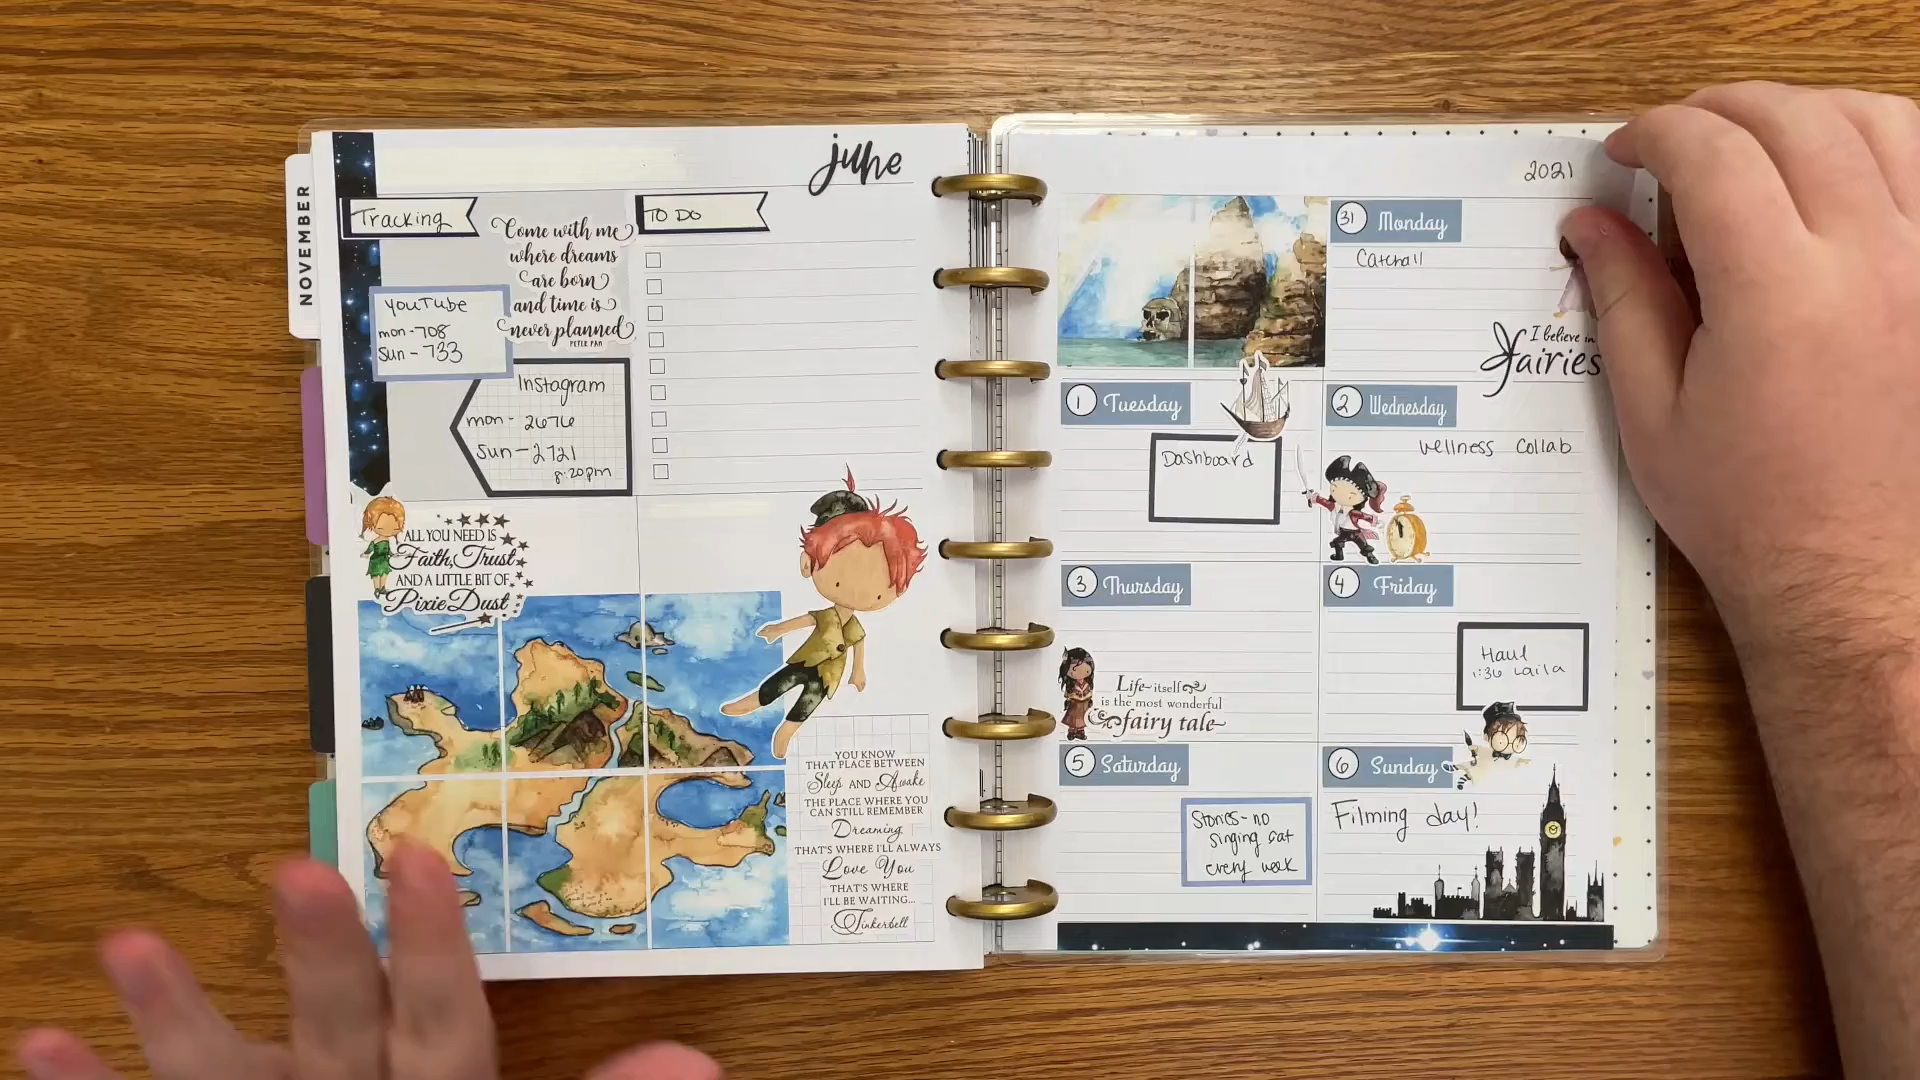 NOVEMBER
june
Tracking
Come with me
where dreams
are born
and time is
never planned
PETER PAN
TO DO
YouTube
mon-708
Sun-733
Instagram
mon-2676
Sun-2721
8:20pm
ALL YOU NEED IS
Faith, Trust
AND A LITTLE BIT OF
Pixie Dust
YOU KNOW
THAT PLACE BETWEEN
Sleep AND Awake
THE PLACE WHERE YOU
CAN STILL REMEMBER
Dreaming
THAT'S WHERE I'LL ALWAYS
Love You
THAT'S WHERE
I'LL BE WAITING...
Tinkerbell
2021
31 Monday
Catchall
I believe in
fairies
1 Tuesday
Dashboard
2 Wednesday
Wellness Collab
3 Thursday
Life itself
is the most wonderful
fairy tale
4 Friday
Haul
1:36 Laila
5 Saturday
Stories-no
singing cat
every week
6 Sunday
Filming day!